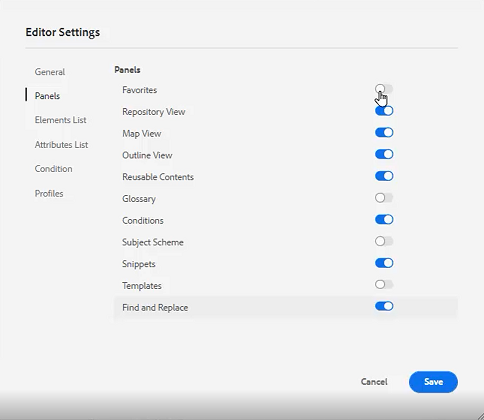 Editor Settings
General
Panels
Elements List
Attributes List
Condition
Profiles
Panels
Favorites
Repository View
Map View
Outline View
Reusable Contents
Glossary
Conditions
Subject Scheme
Snippets
Templates
Find and Replace
Cancel
Save